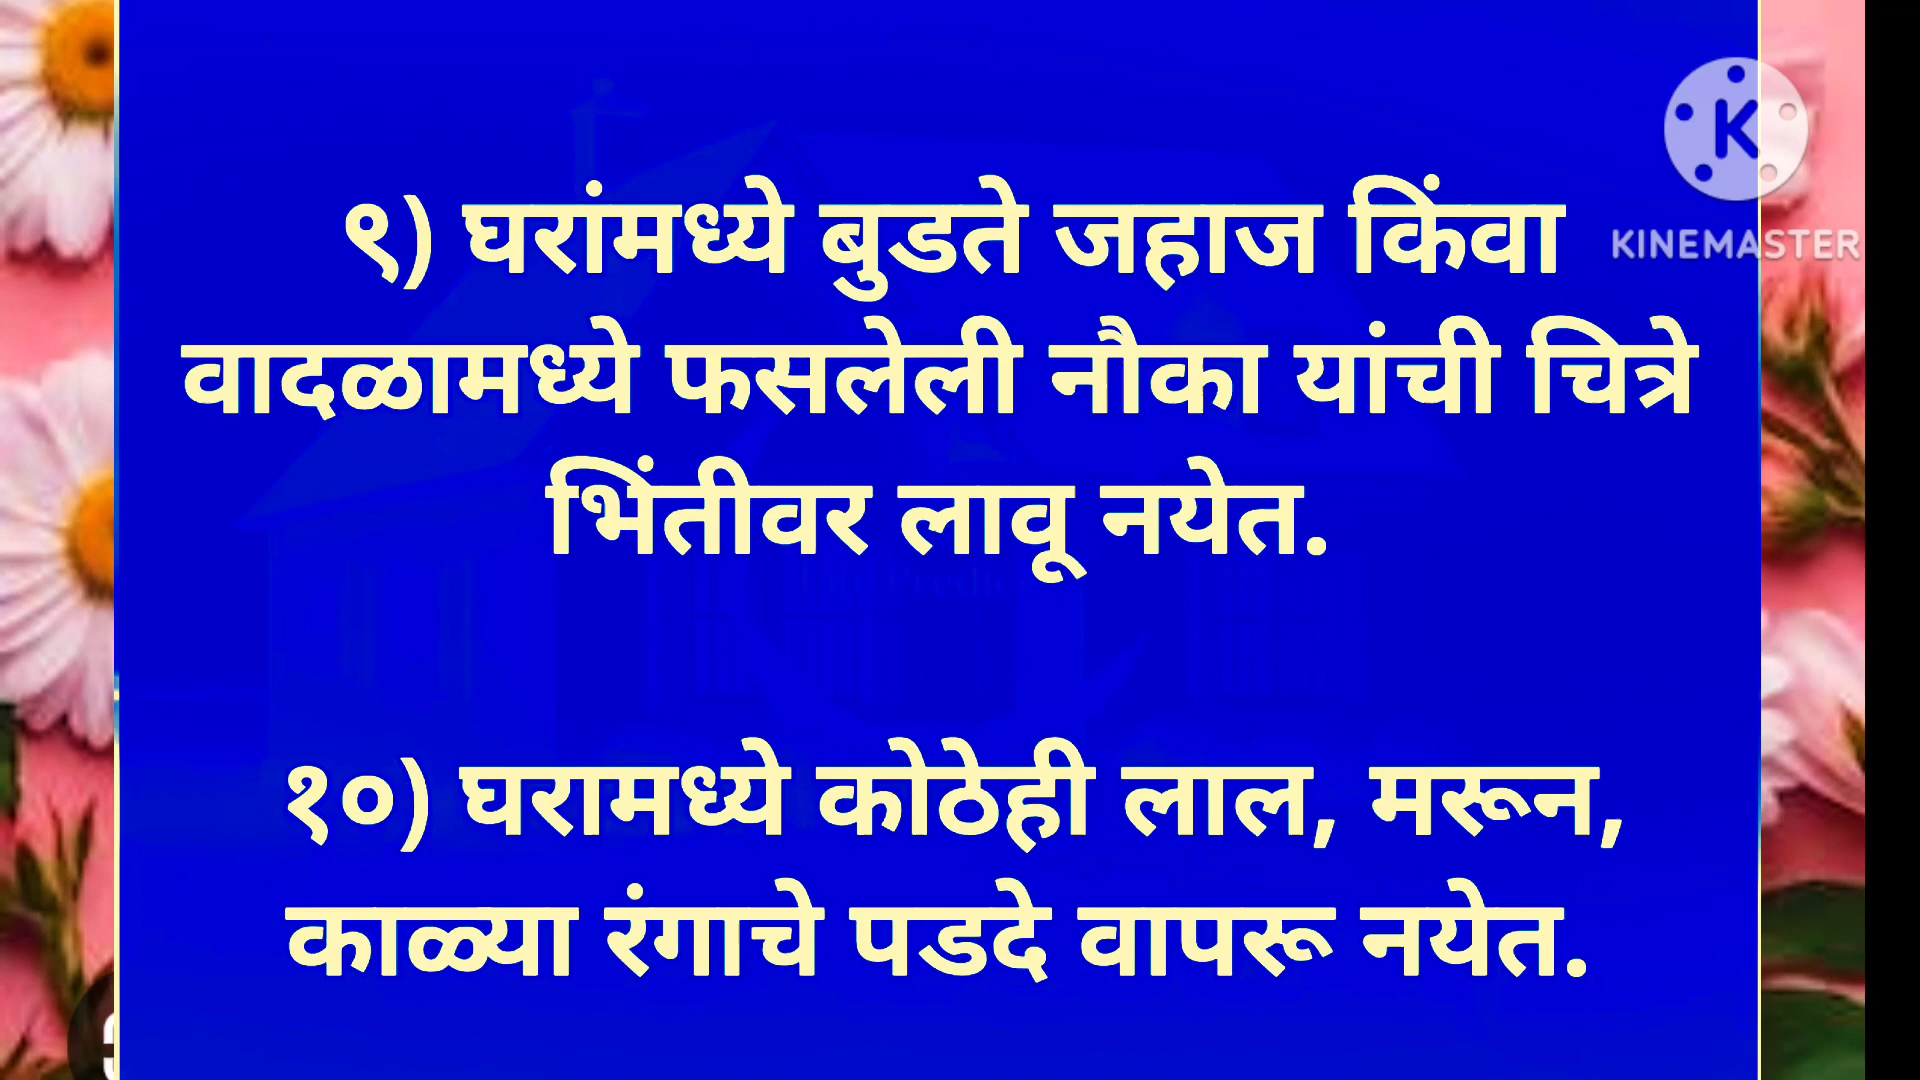 ९) घरांमध्ये बुडते जहाज किंवा
वादळामध्ये फसलेली नौका यांची चित्रे
भिंतीवर लावू नयेत.
१०) घरामध्ये कोठेही लाल, मरून,
काळ्या रंगाचे पडदे वापरू नयेत.
K
KINEMASTER